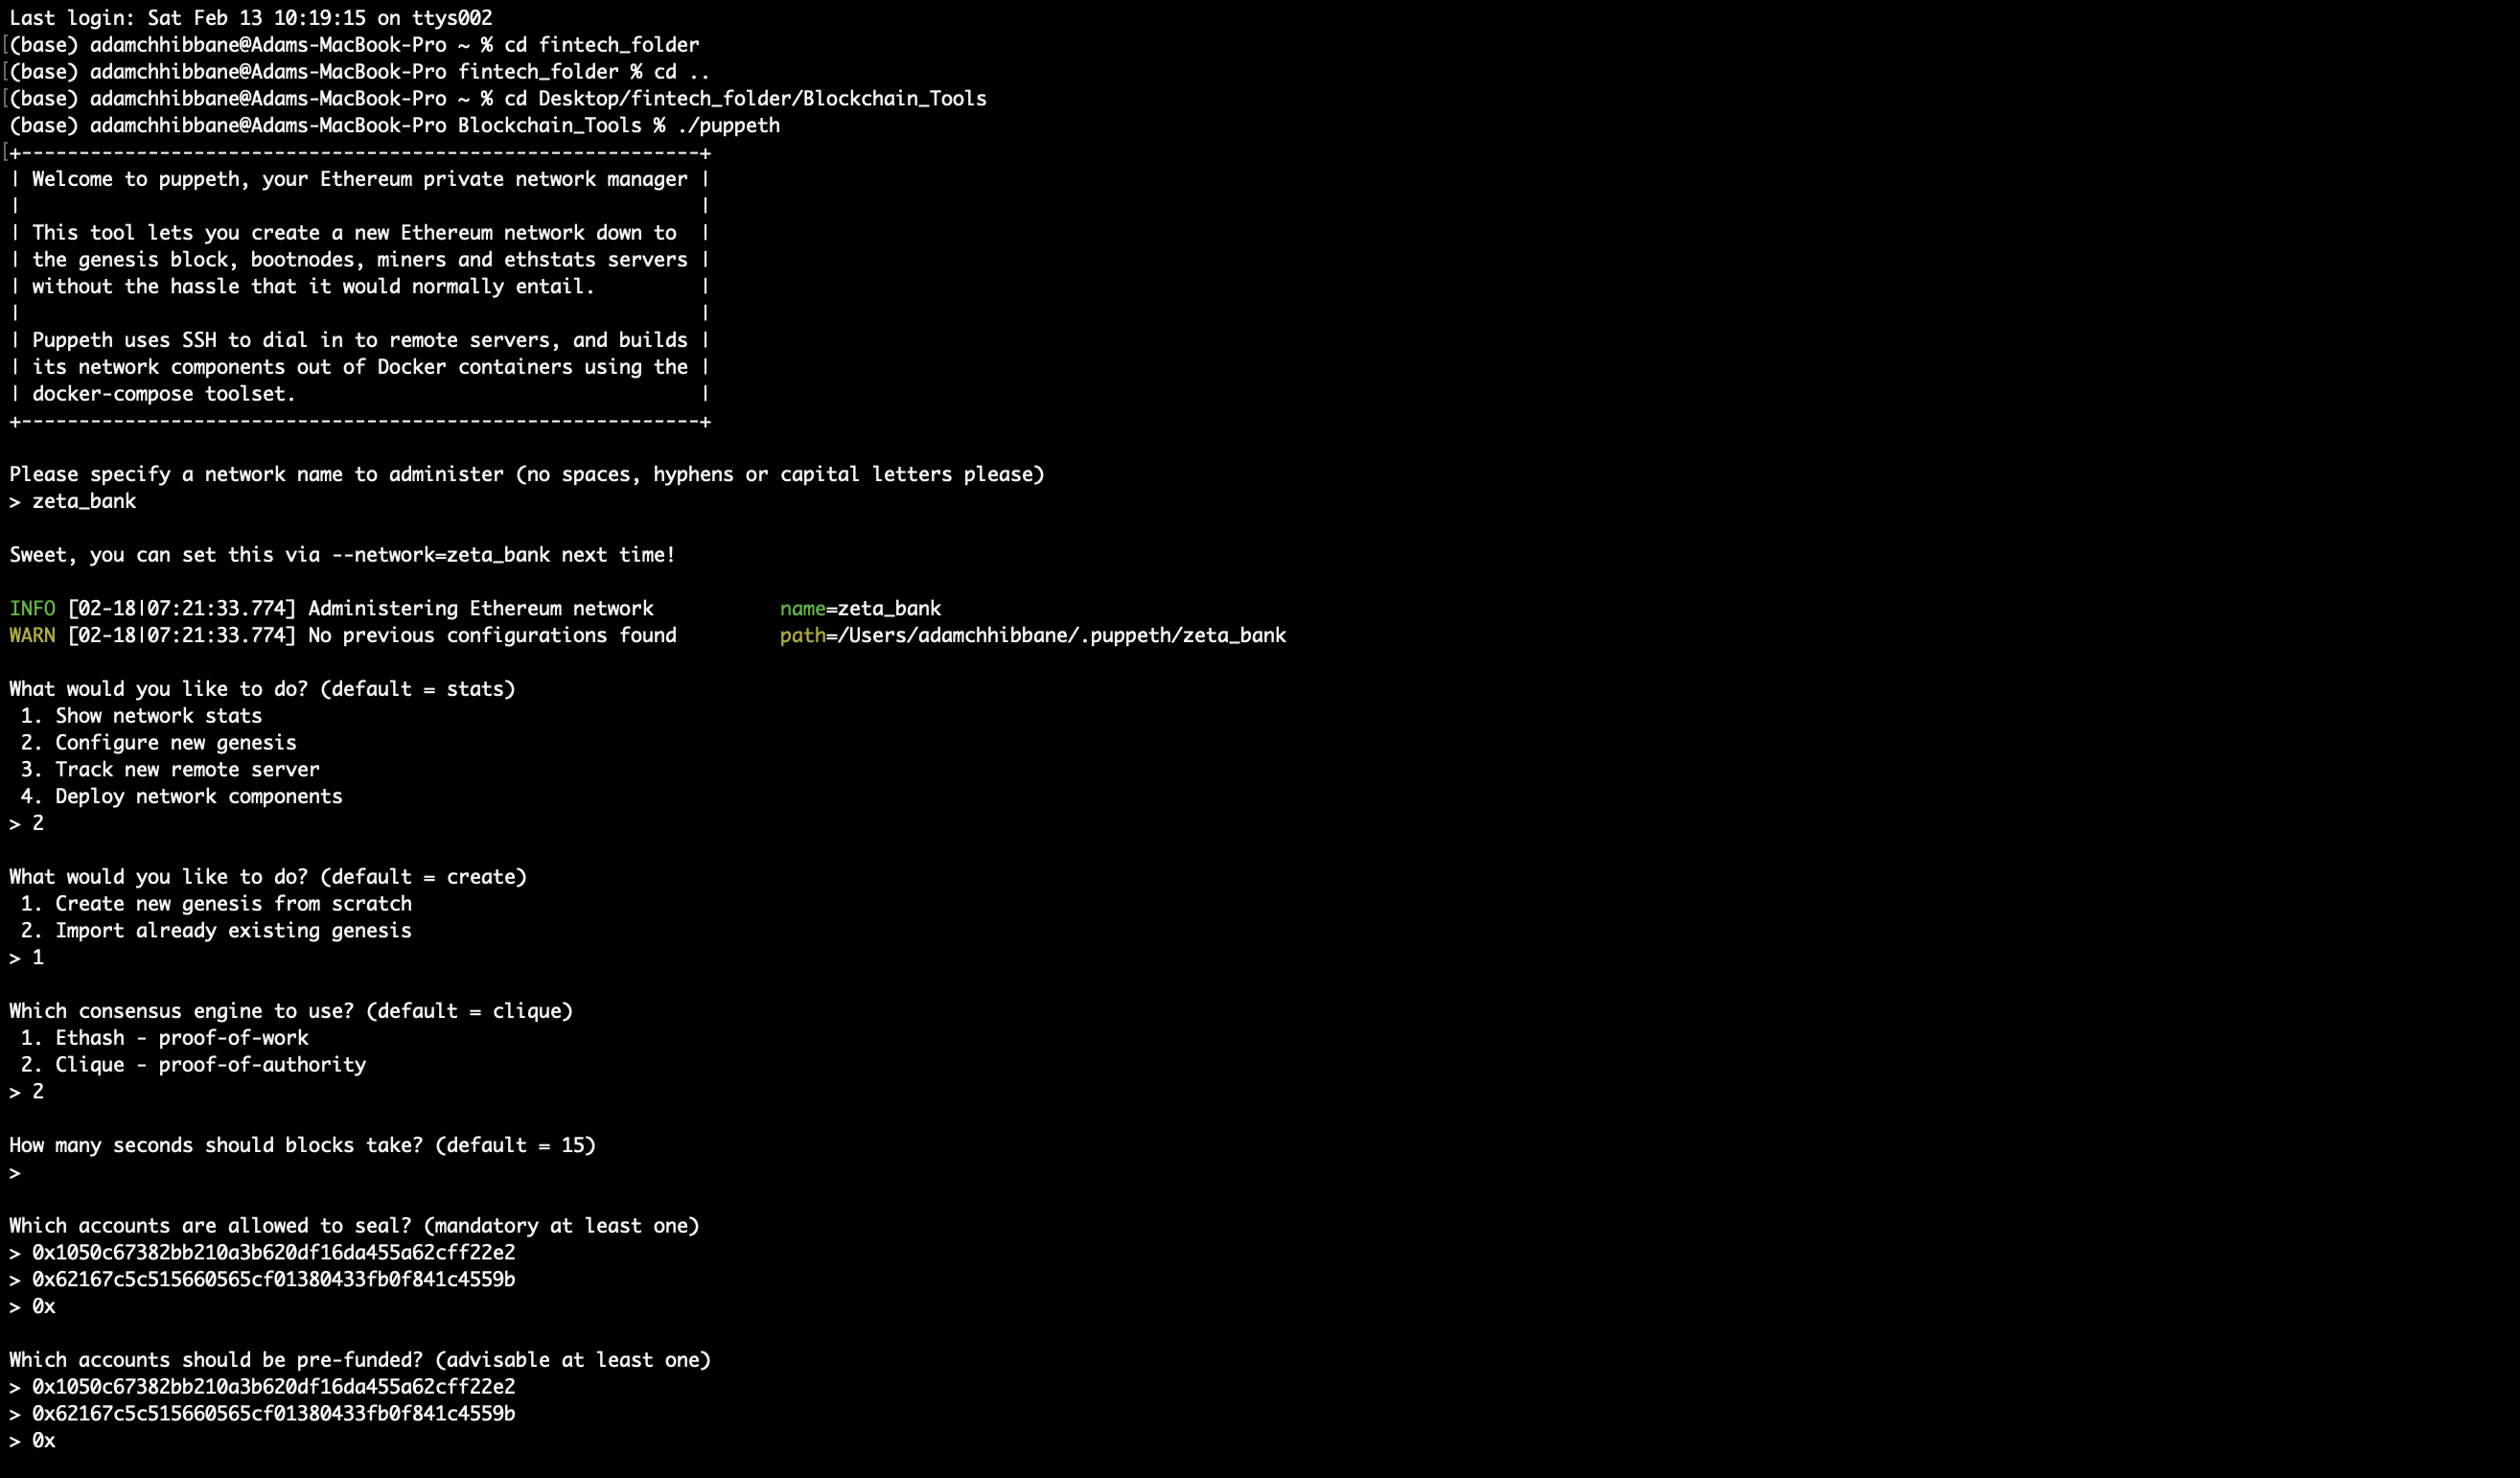 Last login: Sat Feb 13 10:19:15 on ttys002
[(base) adamchhibbane@Adams-MacBook-Pro ~ % cd fintech_folder
[(base) adamchhibbane@Adams-MacBook-Pro fintech_folder % cd ..
[(base) adamchhibbane@Adams-MacBook-Pro ~ % cd Desktop/fintech_folder/Blockchain_Tools
(base) adamchhibbane@Adams-MacBook-Pro Blockchain_Tools % ./puppeth
[+-----------------------------------------------------------+
| Welcome to puppeth, your Ethereum private network manager |
|                                                           |
| This tool lets you create a new Ethereum network down to  |
| the genesis block, bootnodes, miners and ethstats servers |
| without the hassle that it would normally entail.         |
|                                                           |
| Puppeth uses SSH to dial in to remote servers, and builds |
| its network components out of Docker containers using the |
| docker-compose toolset.                                   |
+-----------------------------------------------------------+
Please specify a network name to administer (no spaces, hyphens or capital letters please)
> zeta_bank
Sweet, you can set this via --network=zeta_bank next time!
INFO [02-18|07:21:33.774] Administering Ethereum network           name=zeta_bank
WARN [02-18|07:21:33.774] No previous configurations found         path=/Users/adamchhibbane/.puppeth/zeta_bank
What would you like to do? (default = stats)
 1. Show network stats
 2. Configure new genesis
 3. Track new remote server
 4. Deploy network components
> 2
What would you like to do? (default = create)
 1. Create new genesis from scratch
 2. Import already existing genesis
> 1
Which consensus engine to use? (default = clique)
 1. Ethash - proof-of-work
 2. Clique - proof-of-authority
> 2
How many seconds should blocks take? (default = 15)
>
Which accounts are allowed to seal? (mandatory at least one)
> 0x1050c67382bb210a3b620df16da455a62cff22e2
> 0x62167c5c515660565cf01380433fb0f841c4559b
> 0x
Which accounts should be pre-funded? (advisable at least one)
> 0x1050c67382bb210a3b620df16da455a62cff22e2
> 0x62167c5c515660565cf01380433fb0f841c4559b
> 0x